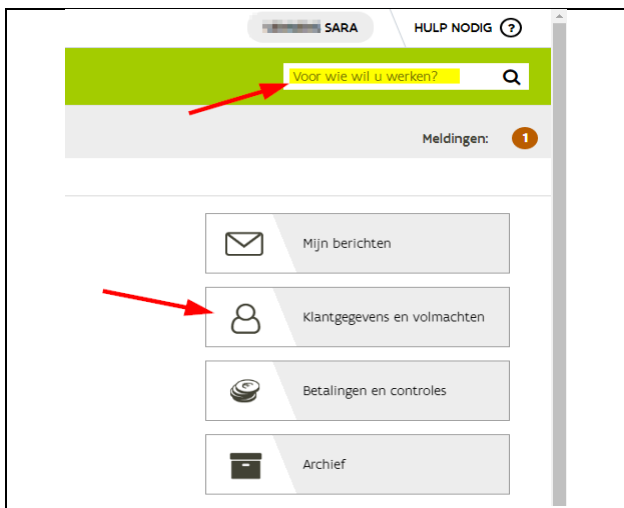 SARA
HULP NODIG ?
Voor wie wil u werken?
Meldingen: 1
Mijn berichten
Klantgegevens en volmachten
Betalingen en controles
Archief